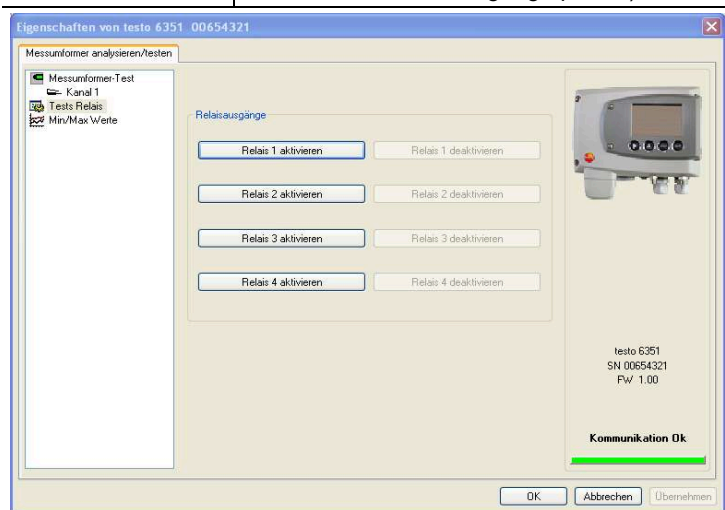 Eigenschaften von testo 6351 00654321
Messumformer analysieren/testen
Messumformer-Test
Kanal 1
Tests Relais
Min/Max Werte
Relaisausgänge
Relais 1 aktivieren
Relais 1 deaktivieren
Relais 2 aktivieren
Relais 2 deaktivieren
Relais 3 aktivieren
Relais 3 deaktivieren
Relais 4 aktivieren
Relais 4 deaktivieren
testo 6351
SN 00654321
FW 1.00
Kommunikation Ok
OK
Abbrechen
Übernehmen